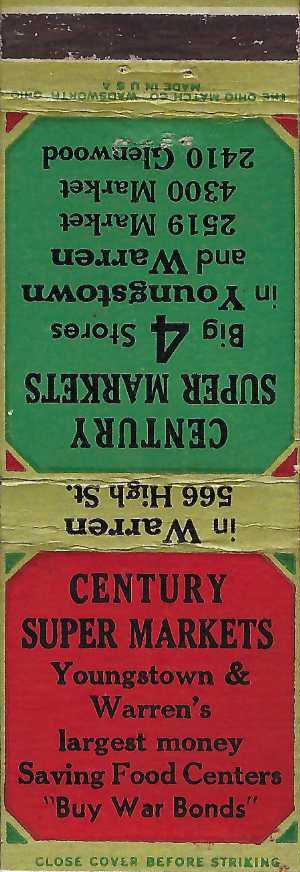 CENTURY
SUPER MARKETS
Youngstown &
Warren's
largest money
Saving Food Centers
"Buy War Bonds"
CLOSE COVER BEFORE STRIKING
in Warren
566 High St.
CENTURY
SUPER MARKETS
Big 4 Stores
in Youngstown
and Warren
2519 Market
4300 Market
2410 Glenwood
THE OHIO MATCH CO. WADSWORTH, OHIO
MADE IN U.S.A.